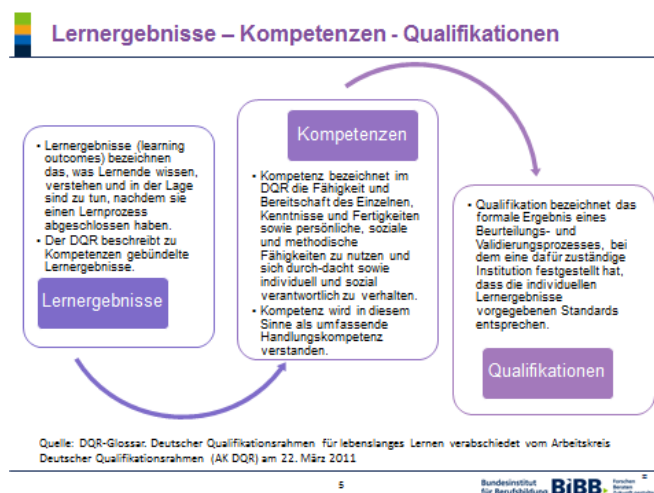 Lernergebnisse – Kompetenzen - Qualifikationen
• Lernergebnisse (learning
outcomes) bezeichnen
das, was Lernende wissen,
verstehen und in der Lage
sind zu tun, nachdem sie
einen Lernprozess
abgeschlossen haben.
• Der DQR beschreibt zu
Kompetenzen gebündelte
Lernergebnisse.
Lernergebnisse
Kompetenzen
• Kompetenz bezeichnet im
DQR die Fähigkeit und
Bereitschaft des Einzelnen,
Kenntnisse und Fertigkeiten
sowie persönliche, soziale
und methodische
Fähigkeiten zu nutzen und
sich durch-dacht sowie
individuell und sozial
verantwortlich zu verhalten.
• Kompetenz wird in diesem
Sinne als umfassende
Handlungskompetenz
verstanden.
• Qualifikation bezeichnet das
formale Ergebnis eines
Beurteilungs- und
Validierungsprozesses, bei
dem eine dafür zuständige
Institution festgestellt hat,
dass die individuellen
Lernergebnisse
vorgegebenen Standards
entsprechen.
Qualifikationen
Quelle: DQR-Glossar. Deutscher Qualifikationsrahmen für lebenslanges Lernen verabschiedet vom Arbeitskreis
Deutscher Qualifikationsrahmen (AK DQR) am 22. März 2011
5
Bundesinstitut
für Berufsbildung
BiBB
Forschen
Beraten